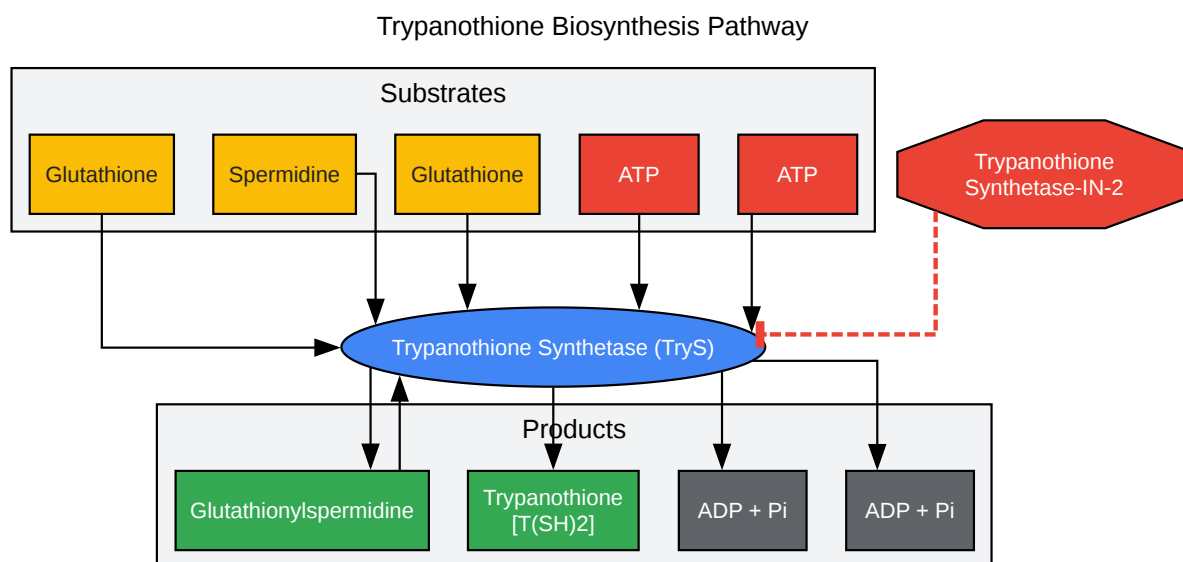 Trypanothione Biosynthesis Pathway
Substrates
Glutathione
Spermidine
Glutathione
ATP
ATP
Trypanothione
Synthetase-IN-2
Trypanothione Synthetase (TryS)
Products
Glutathionylspermidine
Trypanothione
[T(SH)2]
ADP + Pi
ADP + Pi